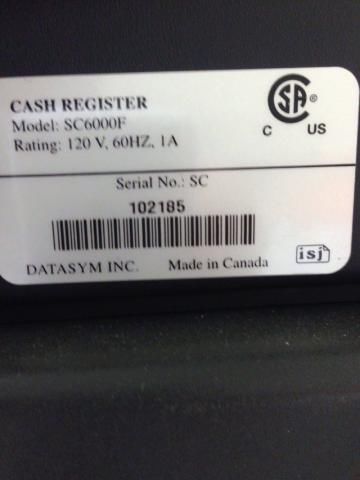 CASH REGISTER
Model: SC6000F
Rating: 120 V, 60HZ, 1A
SA ®
C US
Serial No.: SC
102185
DATASYM INC. Made in Canada
isj